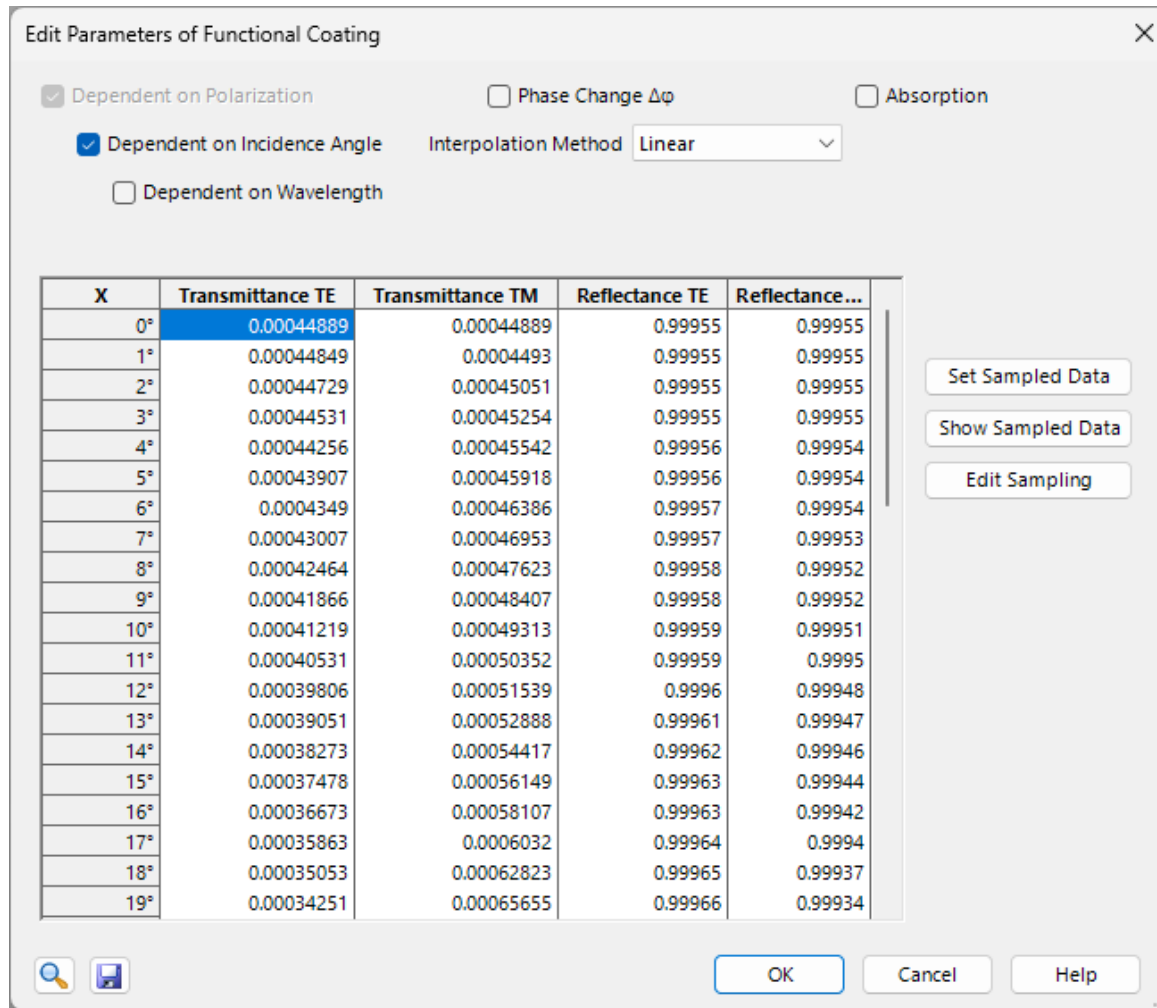 Edit Parameters of Functional Coating
Dependent on Polarization Phase Change Δφ Absorption
Dependent on Incidence Angle Interpolation Method Linear
Dependent on Wavelength
X Transmittance TE Transmittance TM Reflectance TE Reflectance...
0° 0.00044889 0.00044889 0.99955 0.99955
1° 0.00044849 0.0004493 0.99955 0.99955
2° 0.00044729 0.00045051 0.99955 0.99955
3° 0.00044531 0.00045254 0.99955 0.99955
4° 0.00044256 0.00045542 0.99956 0.99954
5° 0.00043907 0.00045918 0.99956 0.99954
6° 0.0004349 0.00046386 0.99957 0.99954
7° 0.00043007 0.00046953 0.99957 0.99953
8° 0.00042464 0.00047623 0.99958 0.99952
9° 0.00041866 0.00048407 0.99958 0.99952
10° 0.00041219 0.00049313 0.99959 0.99951
11° 0.00040531 0.00050352 0.99959 0.9995
12° 0.00039806 0.00051539 0.9996 0.99948
13° 0.00039051 0.00052888 0.99961 0.99947
14° 0.00038273 0.00054417 0.99962 0.99946
15° 0.00037478 0.00056149 0.99963 0.99944
16° 0.00036673 0.00058107 0.99963 0.99942
17° 0.00035863 0.0006032 0.99964 0.9994
18° 0.00035053 0.00062823 0.99965 0.99937
19° 0.00034251 0.00065655 0.99966 0.99934
Set Sampled Data
Show Sampled Data
Edit Sampling
OK Cancel Help